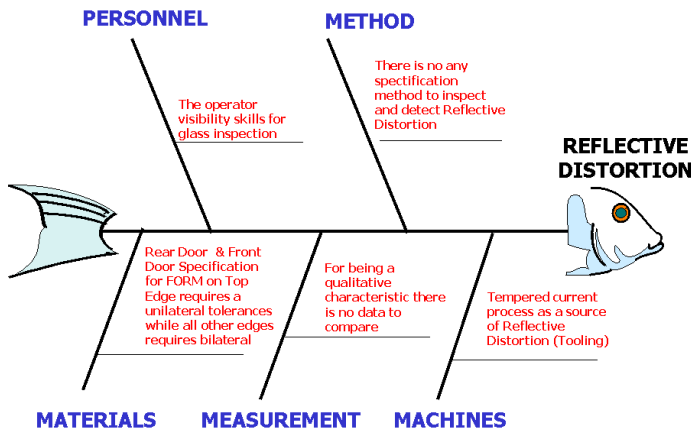 PERSONNEL
METHOD
The operator
visibility skills for
glass inspection
There is no any
spectification
method to inspect
and detect Reflective
Distortion
REFLECTIVE
DISTORTION
Rear Door & Front
Door Specification
for FORM on Top
Edge requires a
unilateral tolerances
while all other edges
requires bilateral
For being a
qualitative
characteristic there
is no data to
compare
Tempered current
process as a source
of Reflective
Distortion (Tooling)
MATERIALS
MEASUREMENT
MACHINES